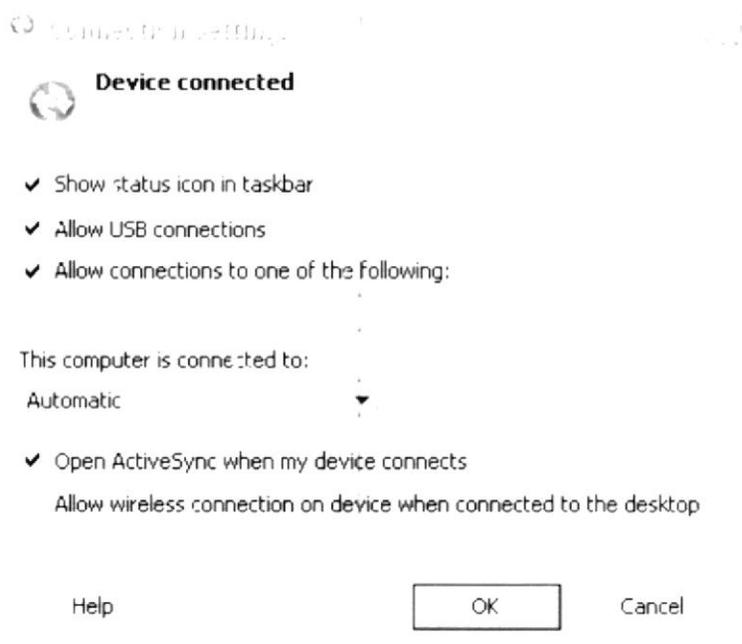 Connection Settings
Device connected
Show status icon in taskbar
Allow USB connections
Allow connections to one of the following:
This computer is connected to:
Automatic
Open ActiveSync when my device connects
Allow wireless connection on device when connected to the desktop
Help
OK
Cancel